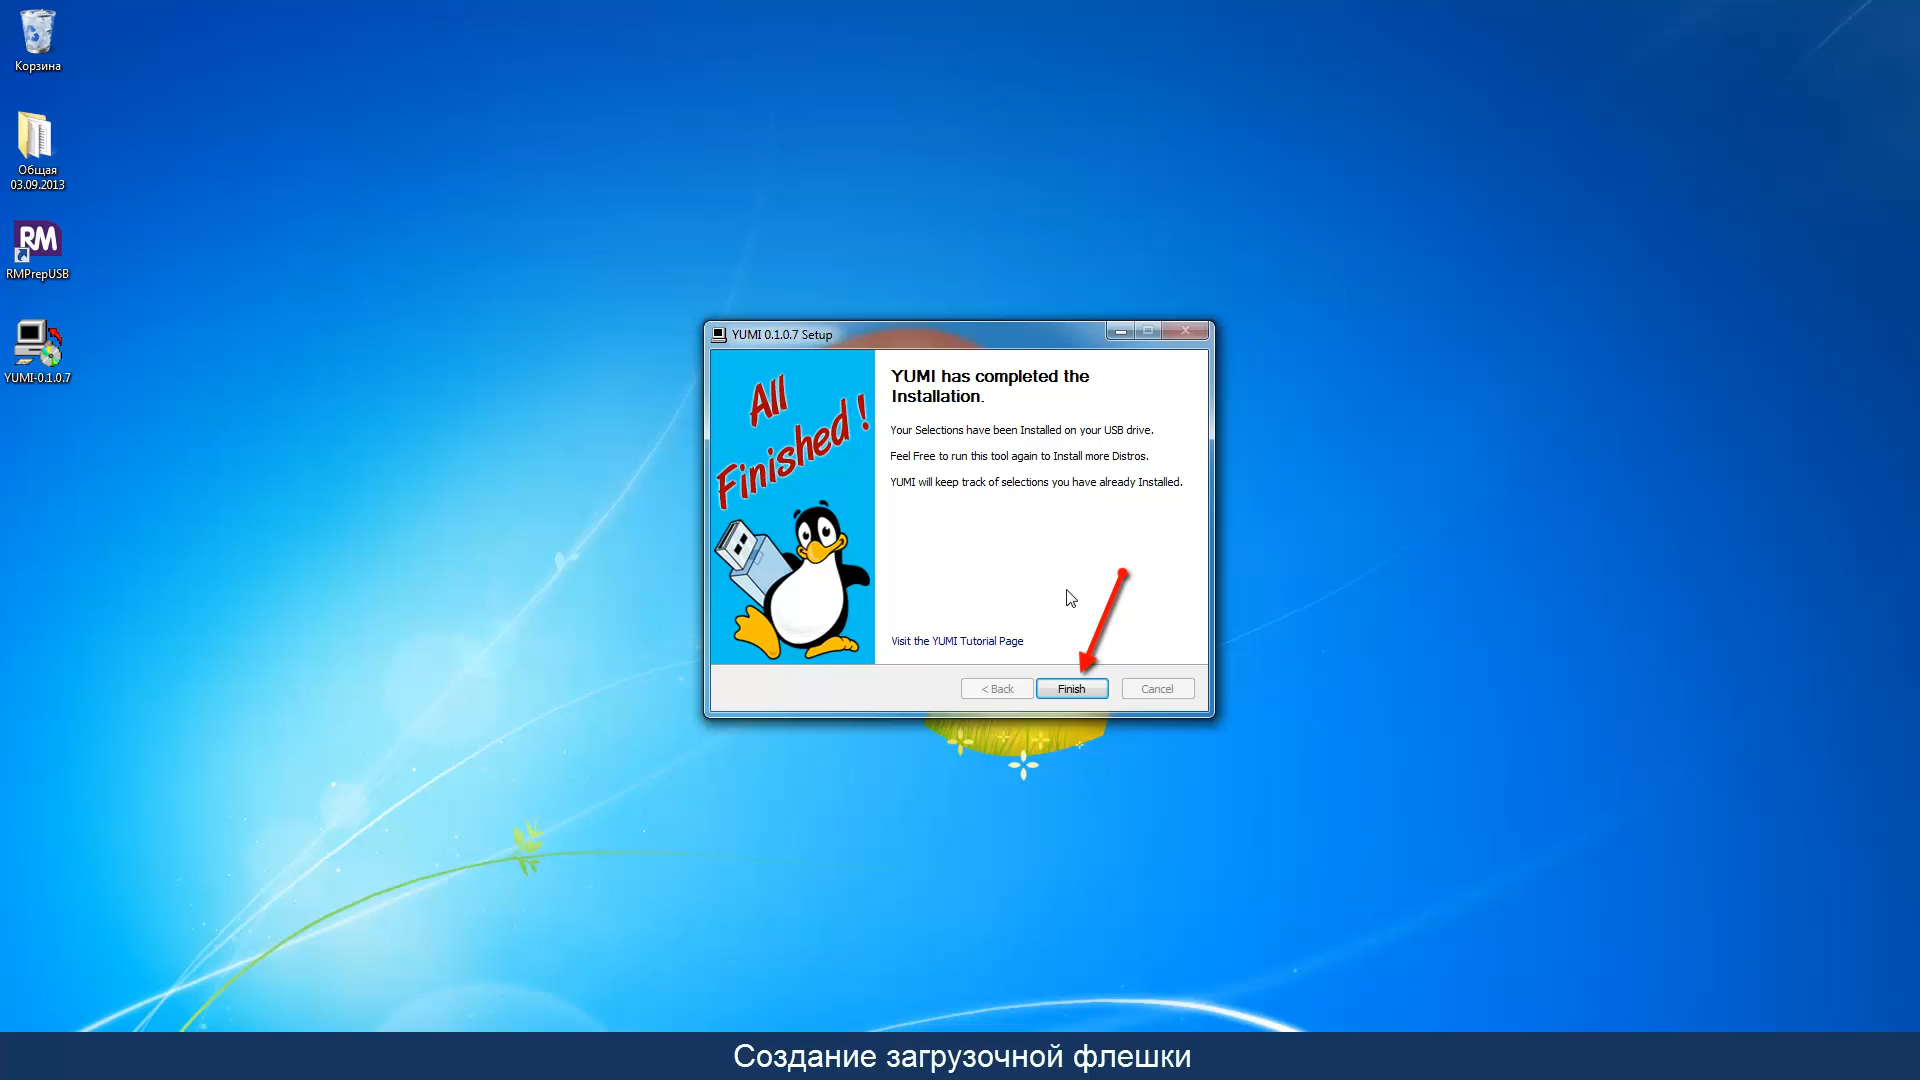 Корзина
Общая
03.09.2013
RM
RMPrepUSB
YUMI-0.1.0.7
YUMI 0.1.0.7 Setup
All
Finished !
YUMI has completed the
Installation.
Your Selections have been Installed on your USB drive.
Feel Free to run this tool again to Install more Distros.
YUMI will keep track of selections you have already Installed.
Visit the YUMI Tutorial Page
< Back
Finish
Cancel
Создание загрузочной флешки